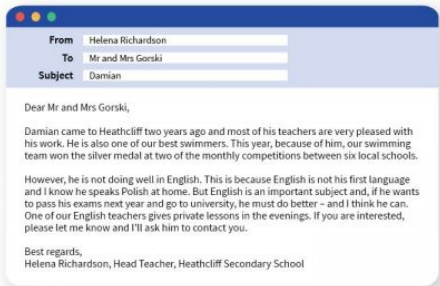 From Helena Richardson
To Mr and Mrs Gorski
Subject Damian
Dear Mr and Mrs Gorski,
Damian came to Heathcliff two years ago and most of his teachers are very pleased with
his work. He is also one of our best swimmers. This year, because of him, our swimming
team won the silver medal at two of the monthly competitions between six local schools.
However, he is not doing well in English. This is because English is not his first language
and I know he speaks Polish at home. But English is an important subject and, if he wants
to pass his exams next year and go to university, he must do better – and I think he can.
One of our English teachers gives private lessons in the evenings. If you are interested,
please let me know and I'll ask him to contact you.
Best regards,
Helena Richardson, Head Teacher, Heathcliff Secondary School